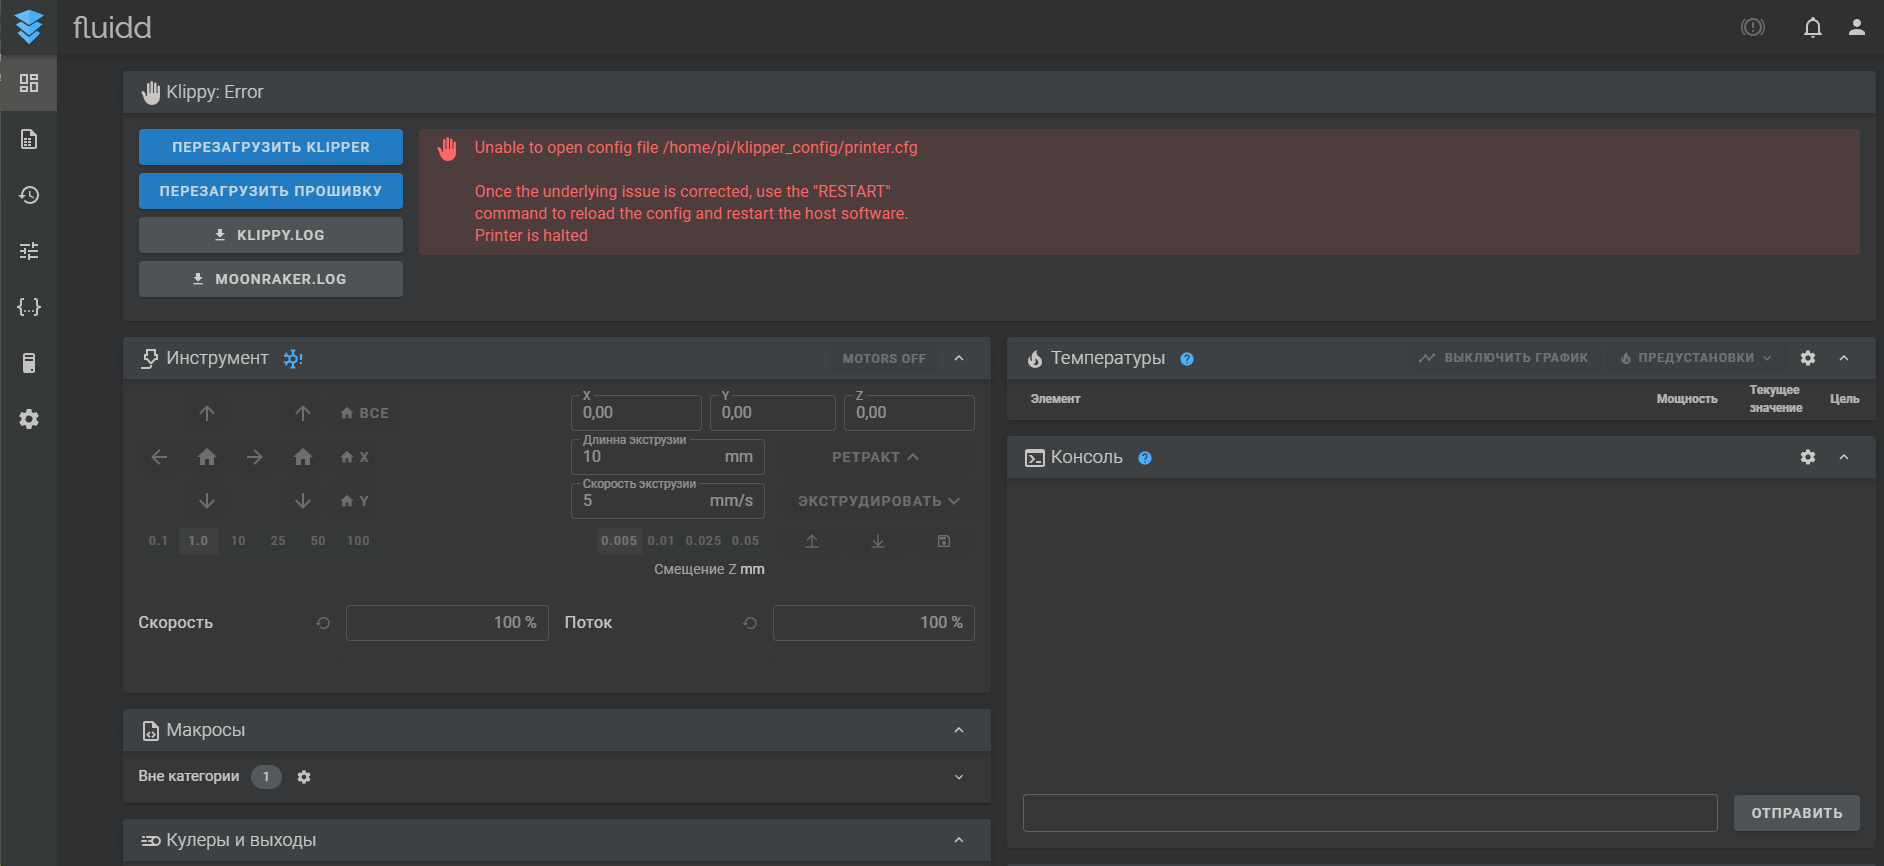 fluidd
Klippy: Error
ПЕРЕЗАГРУЗИТЬ KLIPPER
ПЕРЕЗАГРУЗИТЬ ПРОШИВКУ
KLIPPY.LOG
MOONRAKER.LOG
Unable to open config file /home/pi/klipper_config/printer.cfg
Once the underlying issue is corrected, use the "RESTART"
command to reload the config and restart the host software.
Printer is halted
Инструмент
MOTORS OFF
ВСЕ
X
Y
0.1 1.0 10 25 50 100
X
0,00
Y
0,00
Z
0,00
Длинна экструзии
10 mm
РЕТРАКТ
Скорость экструзии
5 mm/s
ЭКСТРУДИРОВАТЬ
0.005 0.01 0.025 0.05
Смещение Z mm
Скорость 100 %
Поток 100 %
Макросы
Вне категории 1
Кулеры и выходы
Температуры
ВЫКЛЮЧИТЬ ГРАФИК
ПРЕДУСТАНОВКИ
Элемент
Мощность
Текущее
значение
Цель
Консоль
ОТПРАВИТЬ